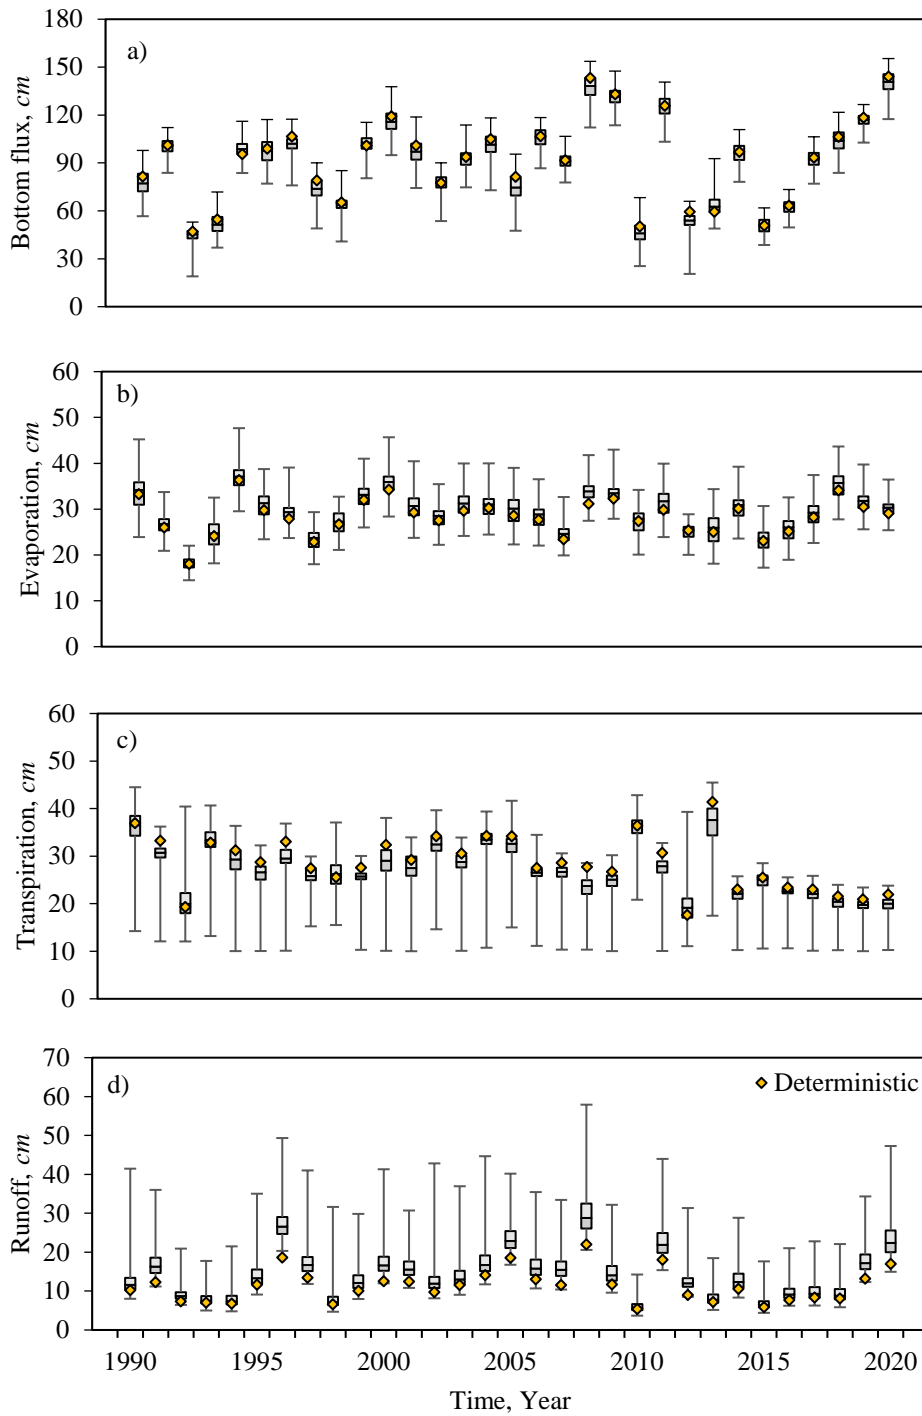 180
a)
150
120
90
60
30
0
Bottom flux, cm
60
b)
50
40
30
20
10
0
Evaporation, cm
60
c)
50
40
30
20
10
0
Transpiration, cm
70
d)
Deterministic
60
50
40
30
20
10
0
Runoff, cm
1990 1995 2000 2005 2010 2015 2020
Time, Year